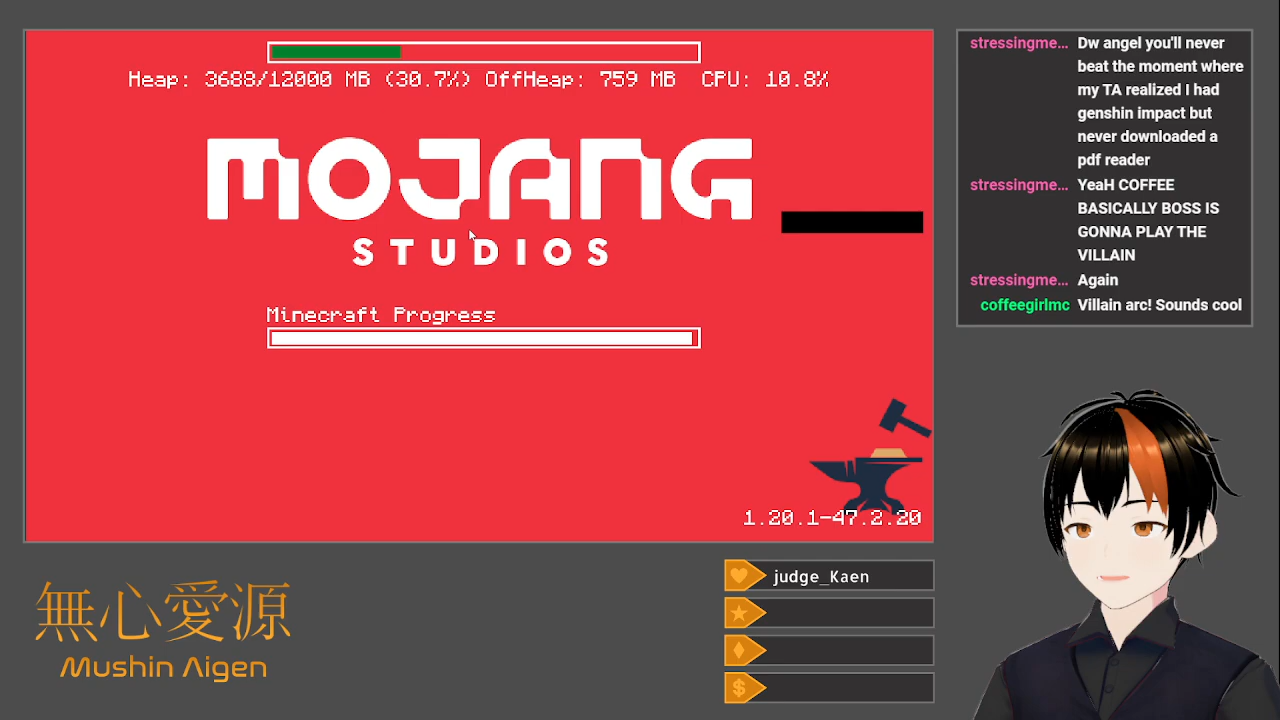 Heap: 3688/12000 MB (30.7%) OffHeap: 759 MB CPU: 10.8%
MOJANG
STUDIOS
Minecraft Progress
1.20.1-47.2.20
stressingme… Dw angel you'll never
beat the moment where
my TA realized I had
genshin impact but
never downloaded a
pdf reader
stressingme… YeaH COFFEE
BASICALLY BOSS IS
GONNA PLAY THE
VILLAIN
stressingme… Again
coffeegirlmc Villain arc! Sounds cool
無心愛源
Mushin Aigen
judge_Kaen
$